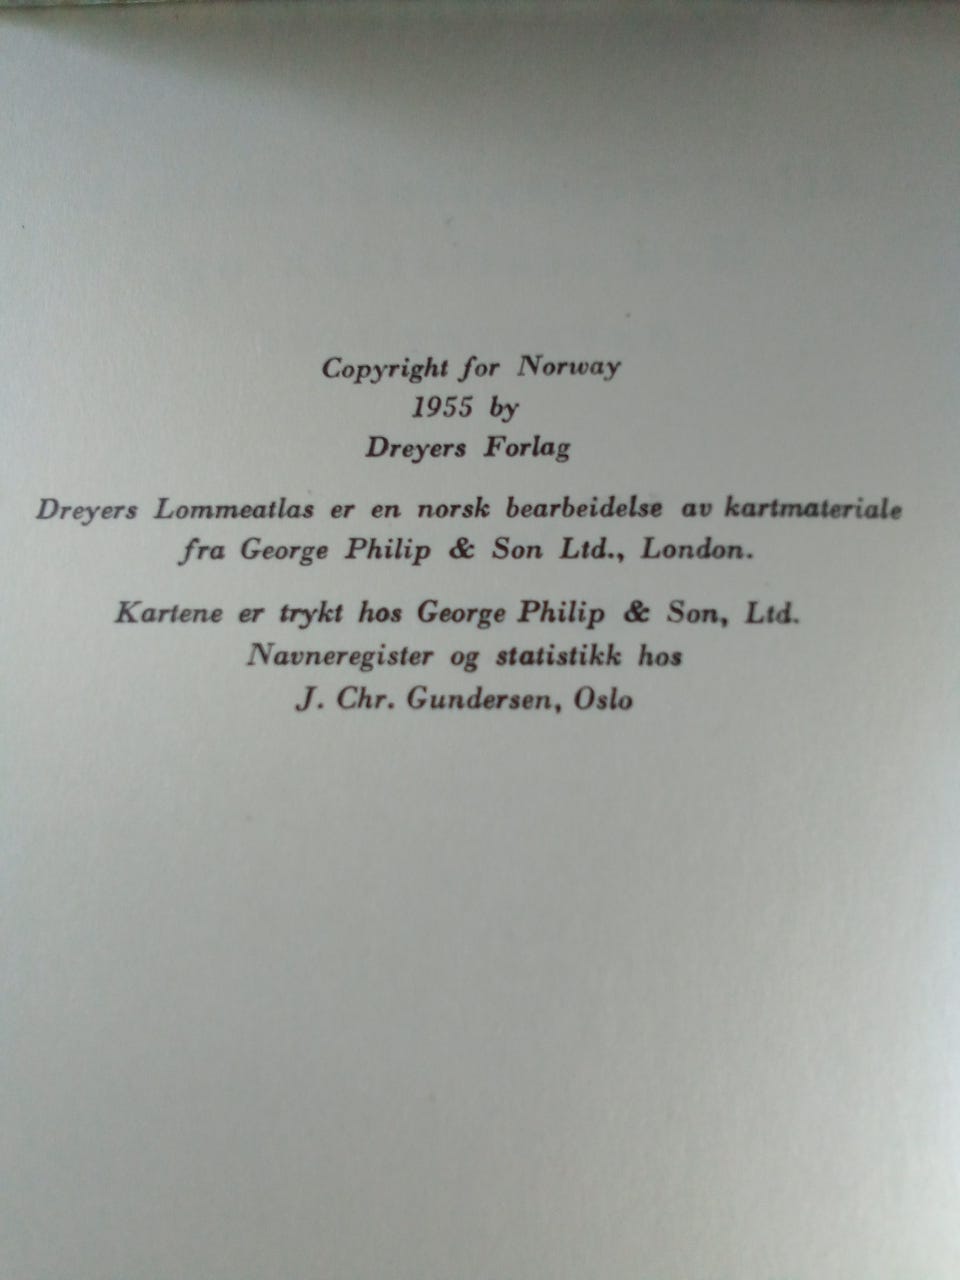 Copyright for Norway
1955 by
Dreyers Forlag
Dreyers Lommeatlas er en norsk bearbeidelse av kartmateriale
fra George Philip & Son Ltd., London.
Kartene er trykt hos George Philip & Son, Ltd.
Navneregister og statistikk hos
J. Chr. Gundersen, Oslo